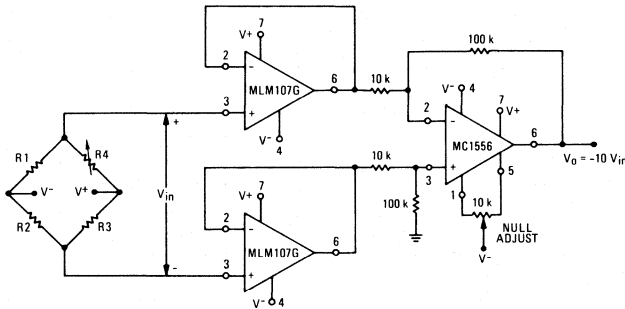 7
V+
2
−
MLM107G
6
3
+
V−
4
10 k
100 k
V− 4
7
V+
2
−
MC1556
6
Vo = -10 Vin
+
3
5
1
10 k
NULL
ADJUST
V−
10 k
100 k
R1
R4
V−
V+
R2
R3
+
Vin
−
7
V+
2
−
MLM107G
6
3
+
V− 4